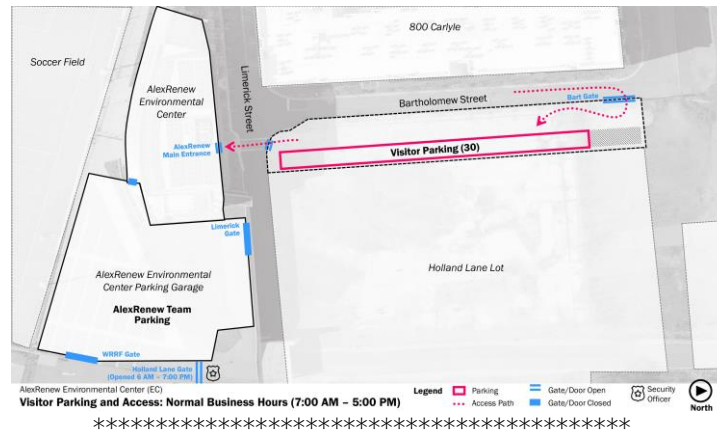 800 Carlyle
Soccer Field
AlexRenew
Environmental
Center
Limerick Street
Bartholomew Street
Bart Gate
AlexRenew
Main Entrance
Visitor Parking (30)
Limerick
Gate
Holland Lane Lot
AlexRenew Environmental
Center Parking Garage
AlexRenew Team
Parking
WRRF Gate
Holland Lane Gate
(Opened 6 AM – 7:00 PM)
AlexRenew Environmental Center (EC)
Visitor Parking and Access: Normal Business Hours (7:00 AM – 5:00 PM)
Legend
Parking
Access Path
Gate/Door Open
Gate/Door Closed
Security
Officer
North
*******************************************